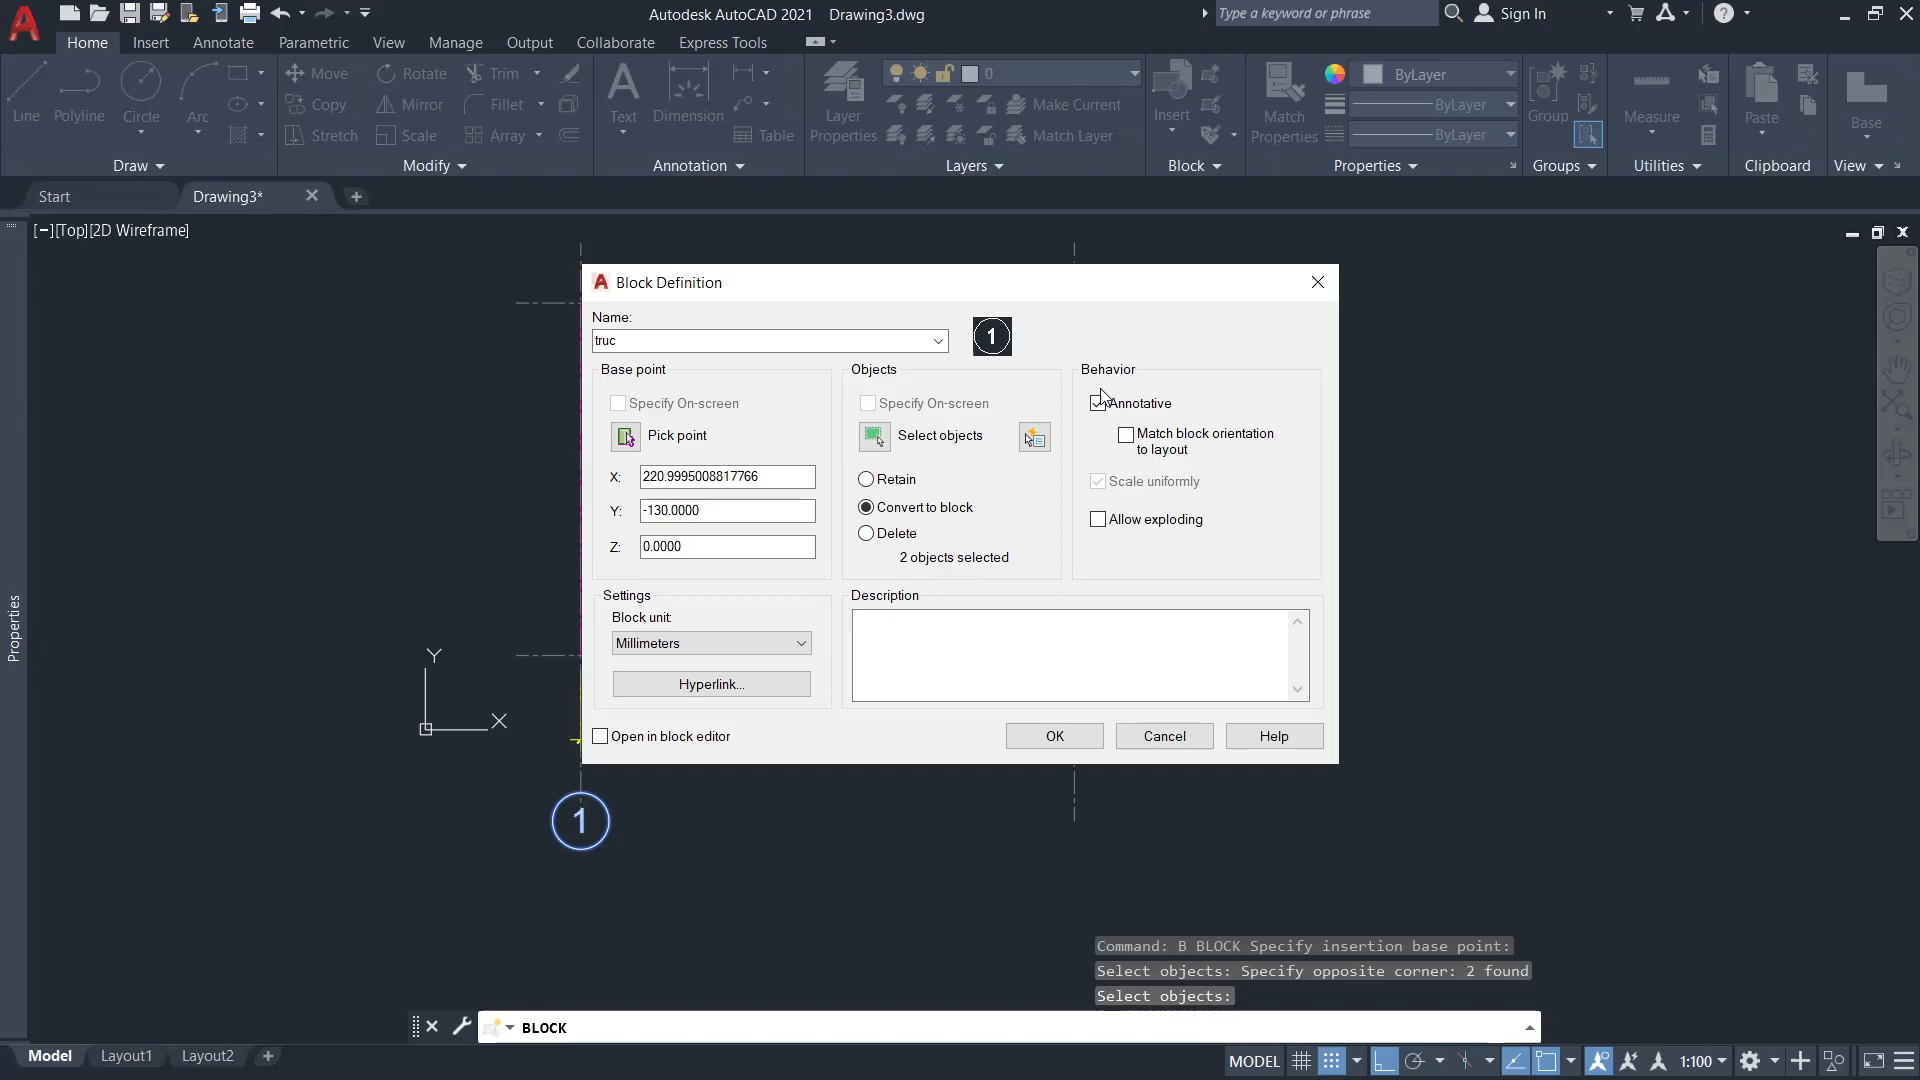 Autodesk AutoCAD 2021 Drawing3.dwg
Type a keyword or phrase
Sign In
Home Insert Annotate Parametric View Manage Output Collaborate Express Tools
Line Polyline Circle Arc
Move Rotate Trim
Copy Mirror Fillet
Stretch Scale Array
Text Dimension Table
Layer Properties
0
Make Current
Match Layer
Insert
Match Properties
ByLayer
ByLayer
ByLayer
Group
Measure
Paste
Base
Draw Modify Annotation Layers Block Properties Groups Utilities Clipboard View
Start Drawing3*
[−][Top][2D Wireframe]
Properties
Block Definition
Name:
truc
1
Base point
Specify On-screen
Pick point
X: 220.9995008817766
Y: -130.0000
Z: 0.0000
Objects
Specify On-screen
Select objects
Retain
Convert to block
Delete
2 objects selected
Behavior
Annotative
Match block orientation
to layout
Scale uniformly
Allow exploding
Settings
Block unit:
Millimeters
Hyperlink...
Description
Open in block editor
OK Cancel Help
Y
X
1
Command: B BLOCK Specify insertion base point:
Select objects: Specify opposite corner: 2 found
Select objects:
BLOCK
Model Layout1 Layout2
MODEL 1:100